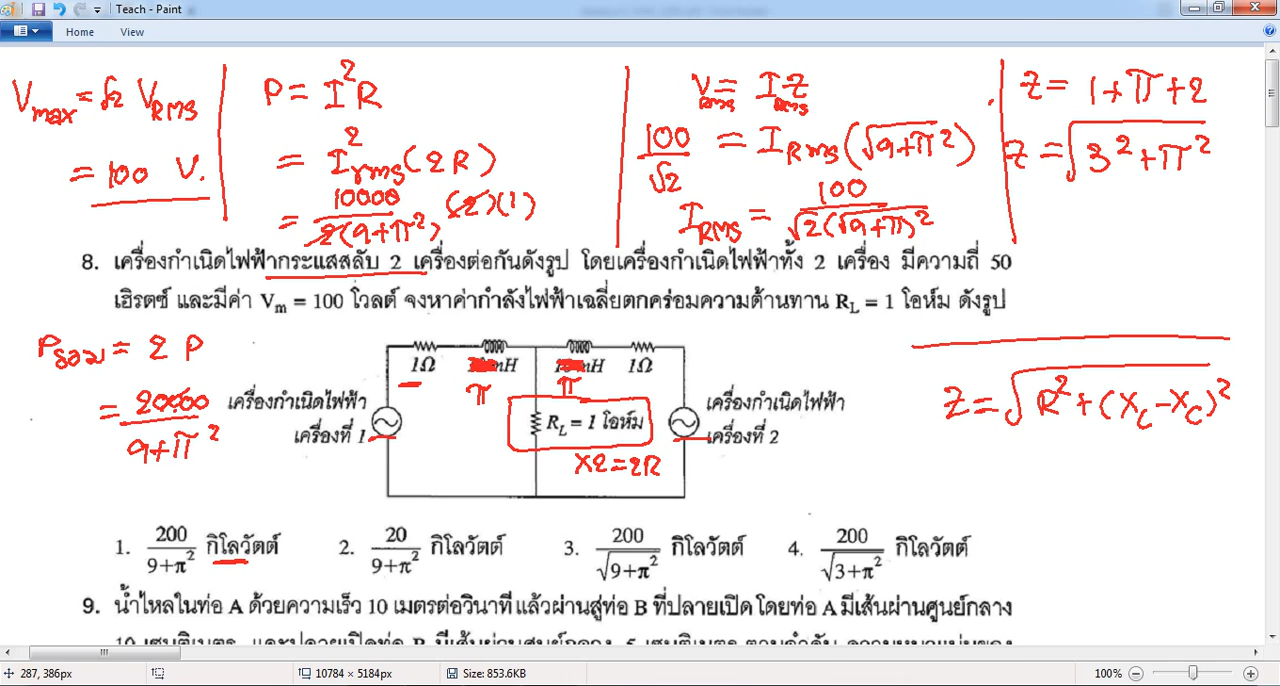 Teach - Paint
Home View
V max = √2 V RMS
= 100 V.
P = I²R
= I² rms (2R)
= 10000 / 2(9+π²) (2)(1)
V RMS = I RMS Z
100/√2 = I Rms (√9+π²)
I RMS = 100 / √2(√9+π)²
Z = 1+π+2
Z = √3²+π²
8. เครื่องกำเนิดไฟฟ้ากระแสสลับ 2 เครื่องต่อกันดังรูป โดยเครื่องกำเนิดไฟฟ้าทั้ง 2 เครื่อง มีความถี่ 50
เฮิรตซ์ และมีค่า Vm = 100 โวลต์ จงหาค่ากำลังไฟฟ้าเฉลี่ยตกคร่อมความต้านทาน RL = 1 โอห์ม ดังรูป
Pรวม = 2 P
= 20000 / 9+π²
1Ω mH mH 1Ω
π π
เครื่องกำเนิดไฟฟ้า
เครื่องที่ 1
RL = 1 โอห์ม
×2 = 2R
เครื่องกำเนิดไฟฟ้า
เครื่องที่ 2
Z = √R²+(XL-XC)²
1. 200/9+π² กิโลวัตต์ 2. 20/9+π² กิโลวัตต์ 3. 200/√9+π² กิโลวัตต์ 4. 200/√3+π² กิโลวัตต์
9. น้ำไหลในท่อ A ด้วยความเร็ว 10 เมตรต่อวินาที แล้วผ่านสู่ท่อ B ที่ปลายเปิด โดยท่อ A มีเส้นผ่านศูนย์กลาง
287, 386px 10784 × 5184px Size: 853.6KB 100%